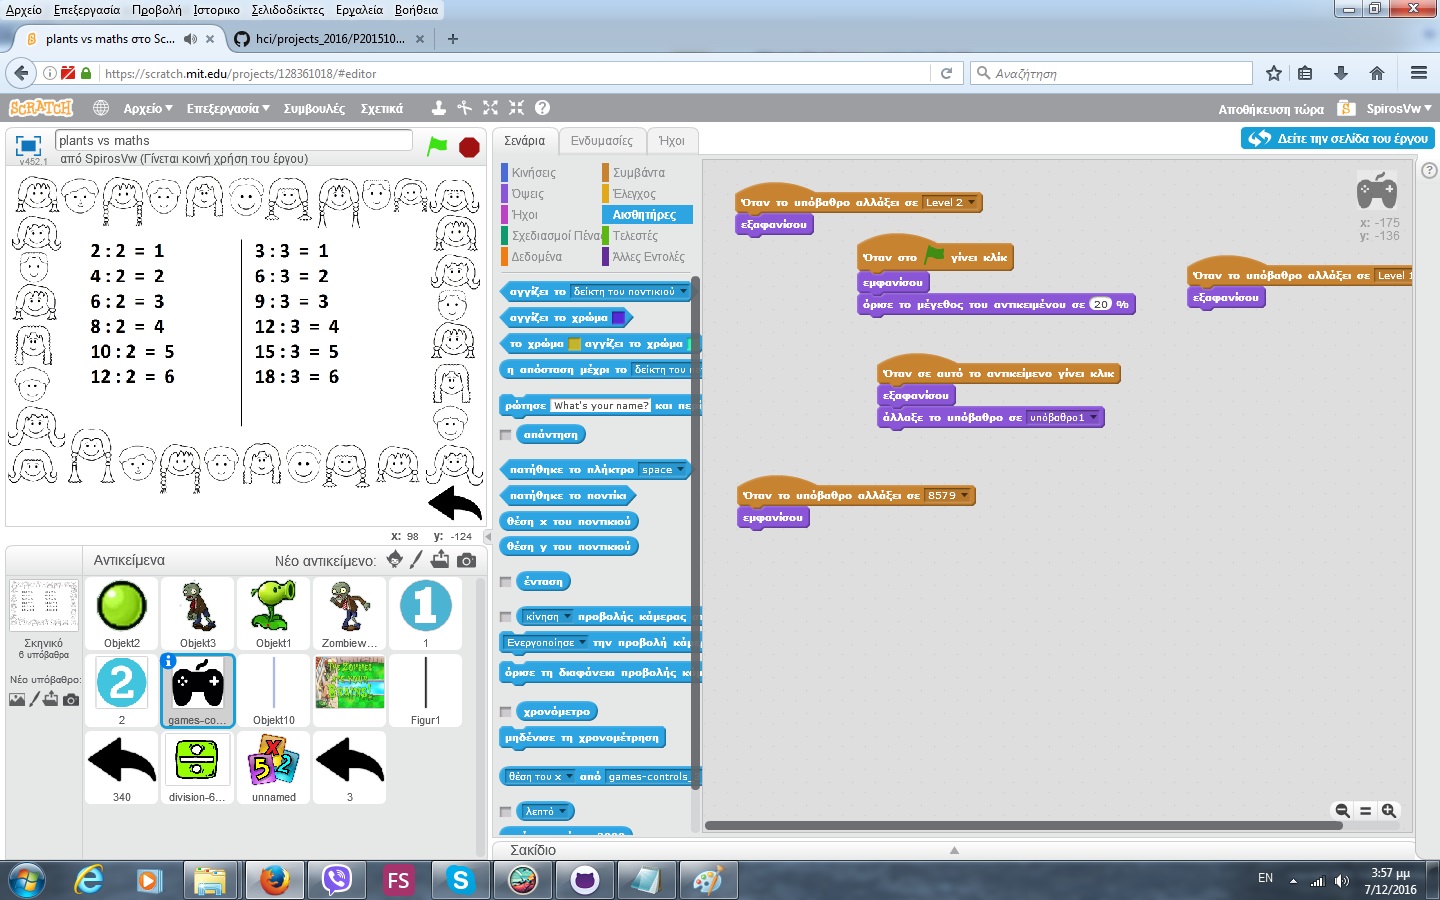 Αρχείο Επεξεργασία Προβολή Ιστορικο Σελιδοδείκτες Εργαλεία Βοήθεια
plants vs maths στο Sc...
hci/projects_2016/P201510...
https://scratch.mit.edu/projects/128361018/#editor
Αναζήτηση
SCRATCH
Αρχείο
Επεξεργασία
Συμβουλές
Σχετικά
Αποθήκευση τώρα
SpirosVw
v452.1
plants vs maths
από SpirosVw (Γίνεται κοινή χρήση του έργου)
Σενάρια
Ενδυμασίες
Ήχοι
Δείτε την σελίδα του έργου
2 : 2 = 1
4 : 2 = 2
6 : 2 = 3
8 : 2 = 4
10 : 2 = 5
12 : 2 = 6
3 : 3 = 1
6 : 3 = 2
9 : 3 = 3
12 : 3 = 4
15 : 3 = 5
18 : 3 = 6
x: 98 y: -124
Κινήσεις
Όψεις
Ήχοι
Σχεδιασμοί Πένας
Δεδομένα
Συμβάντα
Έλεγχος
Αισθητήρες
Τελεστές
Άλλες Εντολές
αγγίζει το δείκτη του ποντικιού
αγγίζει το χρώμα
το χρώμα αγγίζει το χρώμα
η απόσταση μέχρι το δείκτη του π
ρώτησε What's your name? και πε
απάντηση
πατήθηκε το πλήκτρο space
πατήθηκε το ποντίκι
θέση x του ποντικιού
θέση y του ποντικιού
ένταση
κίνηση προβολής κάμερας
Ενεργοποίησε την προβολή κάμ
όρισε τη διαφάνεια προβολής κά
χρονόμετρο
μηδένισε τη χρονομέτρηση
θέση του x από games-controls_
λεπτό
Όταν το υπόβαθρο αλλάξει σε Level 2
εξαφανίσου
Όταν στο γίνει κλικ
εμφανίσου
όρισε το μέγεθος του αντικειμένου σε 20 %
Όταν το υπόβαθρο αλλάξει σε Level 1
εξαφανίσου
Όταν σε αυτό το αντικείμενο γίνει κλικ
εξαφανίσου
άλλαξε το υπόβαθρο σε υπόβαθρο1
Όταν το υπόβαθρο αλλάξει σε 8579
εμφανίσου
x: -175
y: -136
Αντικείμενα
Νέο αντικείμενο:
Σκηνικό
6 υπόβαθρα
Νέο υπόβαθρο:
Objekt2
Objekt3
Objekt1
Zombiew...
1
2
games-co...
Objekt10
Figur1
340
division-6...
unnamed
3
Σακίδιο
FS
EN
3:57 μμ
7/12/2016